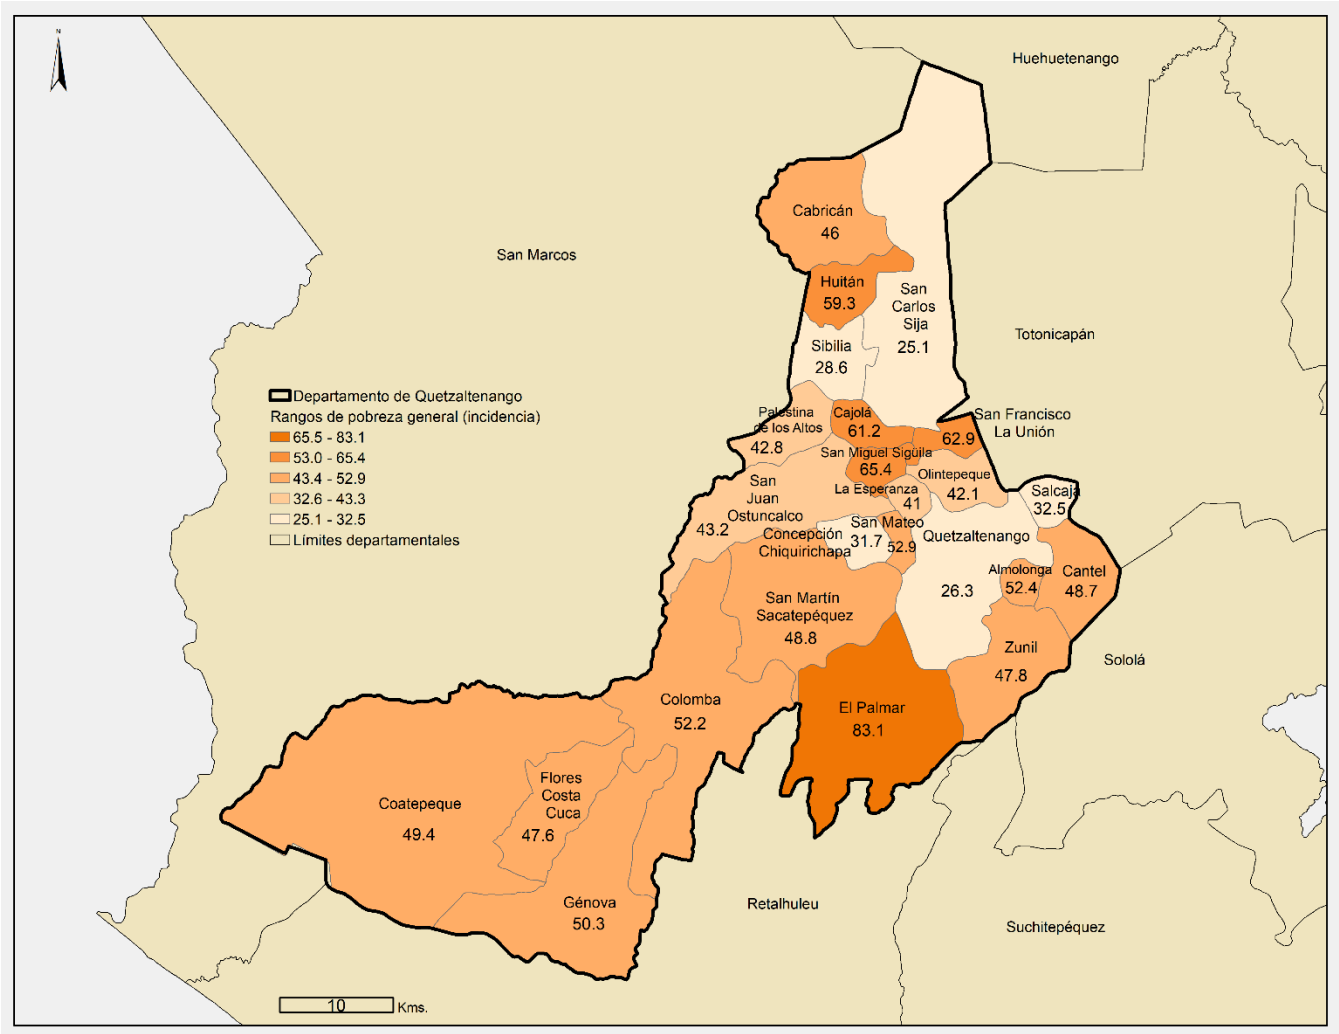 N
Huehuetenango
Cabricán
46
San Marcos
Huitán
59.3
San
Carlos
Sija
25.1
Totonicapán
Sibilia
28.6
Departamento de Quetzaltenango
Rangos de pobreza general (incidencia)
65.5 - 83.1
53.0 - 65.4
43.4 - 52.9
32.6 - 43.3
25.1 - 32.5
Límites departamentales
Palestina
de los Altos
42.8
Cajolá
61.2
San Francisco
La Unión
62.9
San Miguel Sigüila
65.4
Olintepeque
42.1
La Esperanza
41
San
Juan
Ostuncalco
43.2
Salcajá
32.5
San Mateo
52.9
Concepción
Chiquirichapa
31.7
Quetzaltenango
26.3
Almolonga
52.4
Cantel
48.7
San Martín
Sacatepéquez
48.8
Zunil
47.8
Sololá
Colomba
52.2
El Palmar
83.1
Flores
Costa
Cuca
47.6
Coatepeque
49.4
Génova
50.3
Retalhuleu
Suchitepéquez
10 Kms.